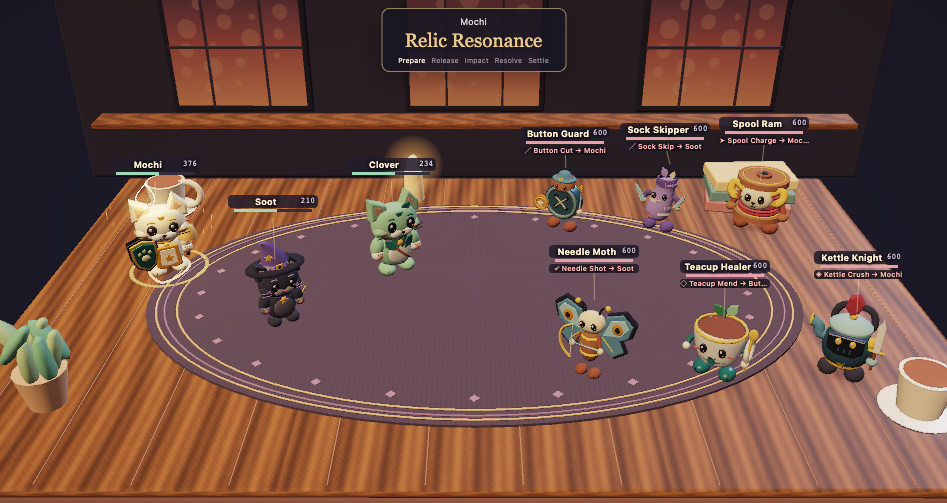 Mochi
Relic Resonance
Prepare Release Impact Resolve Settle
Button Guard 600
Button Cut → Mochi
Sock Skipper 600
Sock Skip → Soot
Spool Ram 600
Spool Charge → Moc...
Mochi 376
Clover 234
Soot 210
Needle Moth 600
Needle Shot → Soot
Teacup Healer 600
Teacup Mend → But...
Kettle Knight 600
Kettle Crush → Mochi